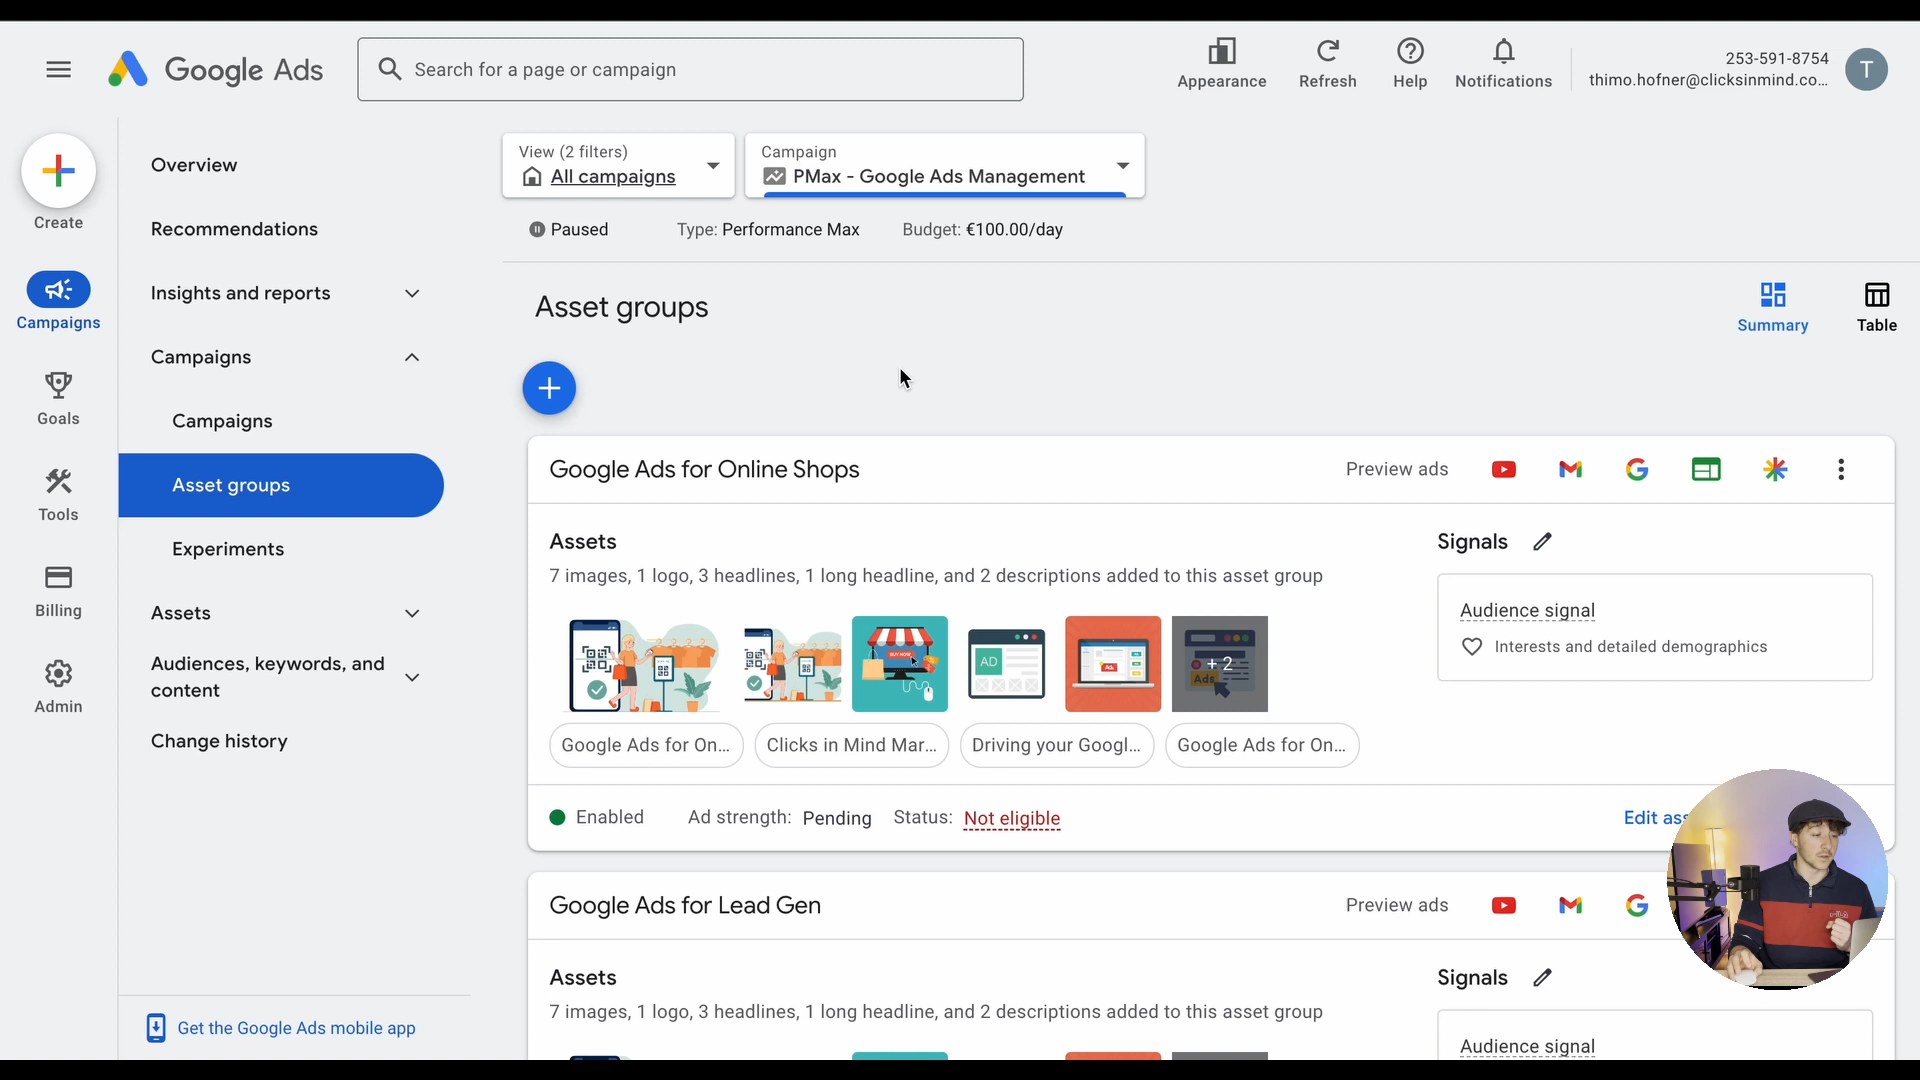 Google Ads
Search for a page or campaign
Appearance
Refresh
Help
Notifications
253-591-8754
thimo.hofner@clicksinmind.co...
T
Create
Campaigns
Goals
Tools
Billing
Admin
Overview
Recommendations
Insights and reports
Campaigns
Campaigns
Asset groups
Experiments
Assets
Audiences, keywords, and
content
Change history
Get the Google Ads mobile app
View (2 filters)
All campaigns
Campaign
PMax - Google Ads Management
Paused
Type: Performance Max
Budget: €100.00/day
Asset groups
Summary
Table
Google Ads for Online Shops
Preview ads
Assets
7 images, 1 logo, 3 headlines, 1 long headline, and 2 descriptions added to this asset group
BUY NOW
AD
Ads
Ads
+ 2
Google Ads for On...
Clicks in Mind Mar...
Driving your Googl...
Google Ads for On...
Signals
Audience signal
Interests and detailed demographics
Enabled
Ad strength: Pending
Status: Not eligible
Edit ass
Google Ads for Lead Gen
Preview ads
Assets
7 images, 1 logo, 3 headlines, 1 long headline, and 2 descriptions added to this asset group
Signals
Audience signal